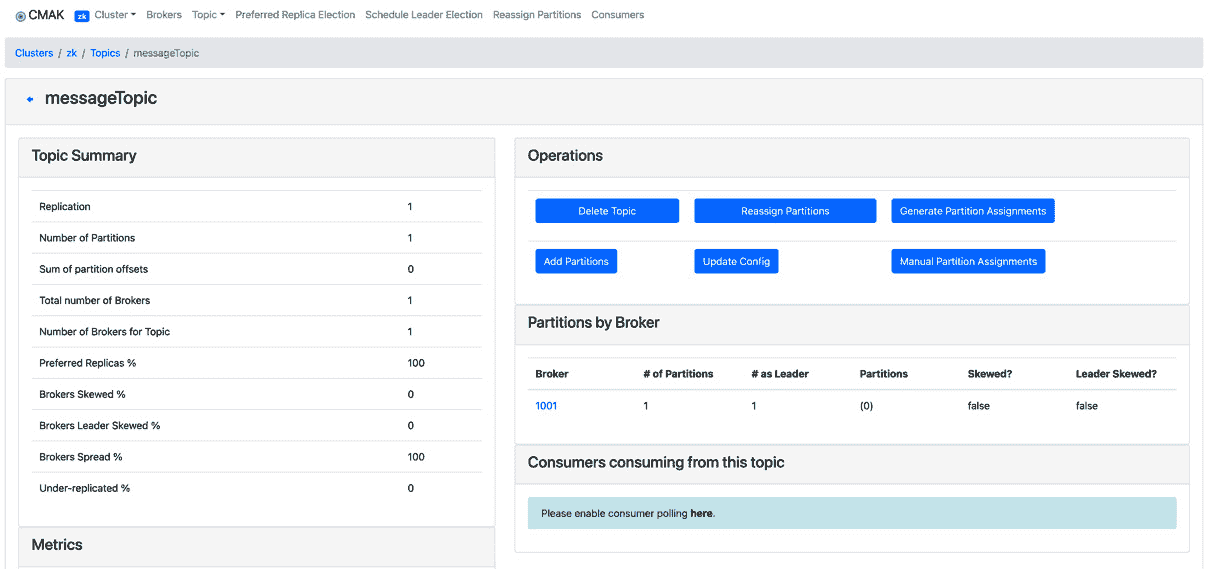 CMAK zk Cluster Brokers Topic Preferred Replica Election Schedule Leader Election Reassign Partitions Consumers
Clusters / zk / Topics / messageTopic
messageTopic
Topic Summary
Replication 1
Number of Partitions 1
Sum of partition offsets 0
Total number of Brokers 1
Number of Brokers for Topic 1
Preferred Replicas % 100
Brokers Skewed % 0
Brokers Leader Skewed % 0
Brokers Spread % 100
Under-replicated % 0
Metrics
Operations
Delete Topic Reassign Partitions Generate Partition Assignments
Add Partitions Update Config Manual Partition Assignments
Partitions by Broker
Broker # of Partitions # as Leader Partitions Skewed? Leader Skewed?
1001 1 1 (0) false false
Consumers consuming from this topic
Please enable consumer polling here.